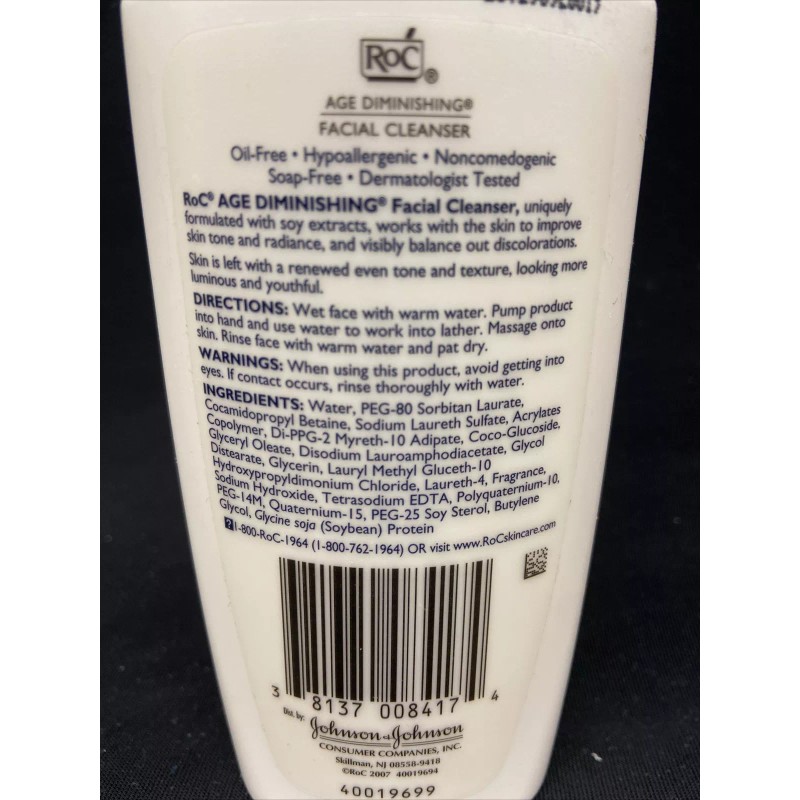 RoC®
AGE DIMINISHING®
FACIAL CLEANSER
Oil-Free • Hypoallergenic • Noncomedogenic
Soap-Free • Dermatologist Tested
RoC® AGE DIMINISHING® Facial Cleanser, uniquely
formulated with soy extracts, works with the skin to improve
skin tone and radiance, and visibly balance out discolorations.
Skin is left with a renewed even tone and texture, looking more
luminous and youthful.
DIRECTIONS: Wet face with warm water. Pump product
into hand and use water to work into lather. Massage onto
skin. Rinse face with warm water and pat dry.
WARNINGS: When using this product, avoid getting into
eyes. If contact occurs, rinse thoroughly with water.
INGREDIENTS: Water, PEG-80 Sorbitan Laurate,
Cocamidopropyl Betaine, Sodium Laureth Sulfate, Acrylates
Copolymer, Di-PPG-2 Myreth-10 Adipate, Coco-Glucoside,
Glyceryl Oleate, Disodium Lauroamphodiacetate, Glycol
Distearate, Glycerin, Lauryl Methyl Gluceth-10
Hydroxypropyldimonium Chloride, Laureth-4, Fragrance,
Sodium Hydroxide, Tetrasodium EDTA, Polyquaternium-10,
PEG-14M, Quaternium-15, PEG-25 Soy Sterol, Butylene
Glycol, Glycine soja (Soybean) Protein
? 1-800-RoC-1964 (1-800-762-1964) OR visit www.RoCskincare.com
3 8137 008417 4
Dist. by:
Johnson & Johnson
CONSUMER COMPANIES, INC.
Skillman, NJ 08558-9418
©RoC 2007 40019694
40019699